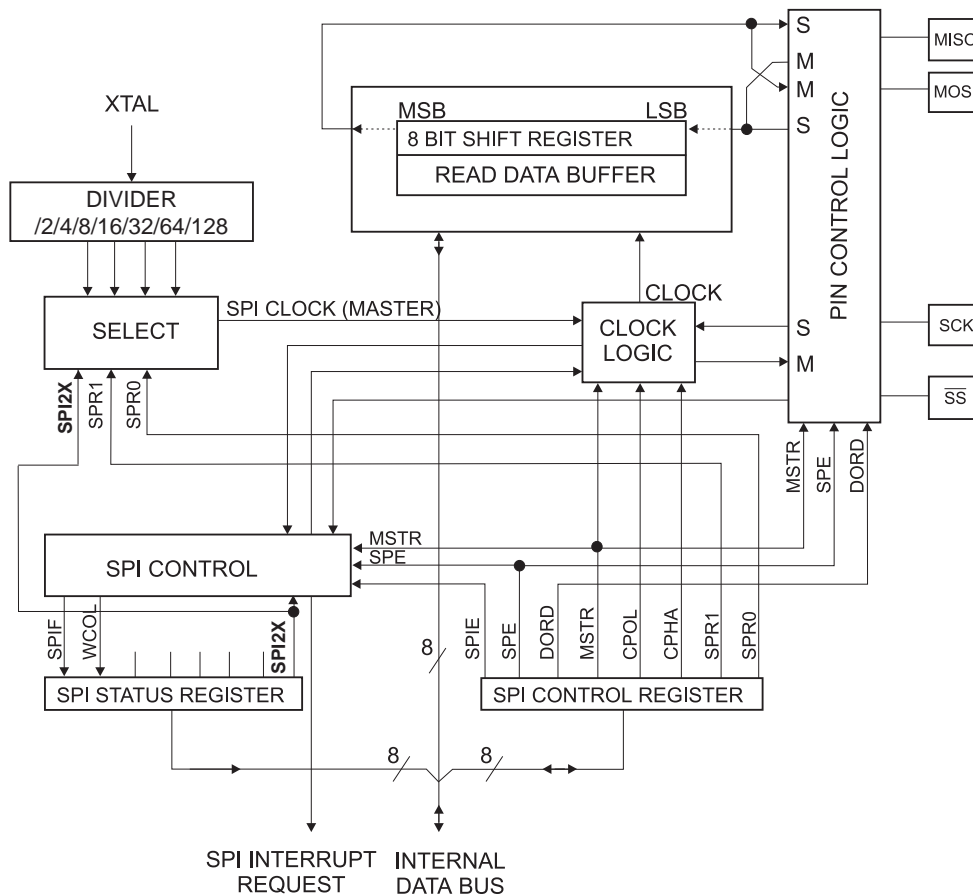 S
MISO
M
M
MOSI
MSB
LSB
S
8 BIT SHIFT REGISTER
READ DATA BUFFER
XTAL
DIVIDER
/2/4/8/16/32/64/128
PIN CONTROL LOGIC
SPI CLOCK (MASTER)
CLOCK
SELECT
CLOCK
LOGIC
S
SCK
M
SS
SPI2X
SPR1
SPR0
MSTR
SPE
DORD
MSTR
SPE
SPI CONTROL
SPIF
WCOL
SPI2X
8
SPIE
SPE
DORD
MSTR
CPOL
CPHA
SPR1
SPR0
SPI STATUS REGISTER
SPI CONTROL REGISTER
8
8
SPI INTERRUPT
REQUEST
INTERNAL
DATA BUS